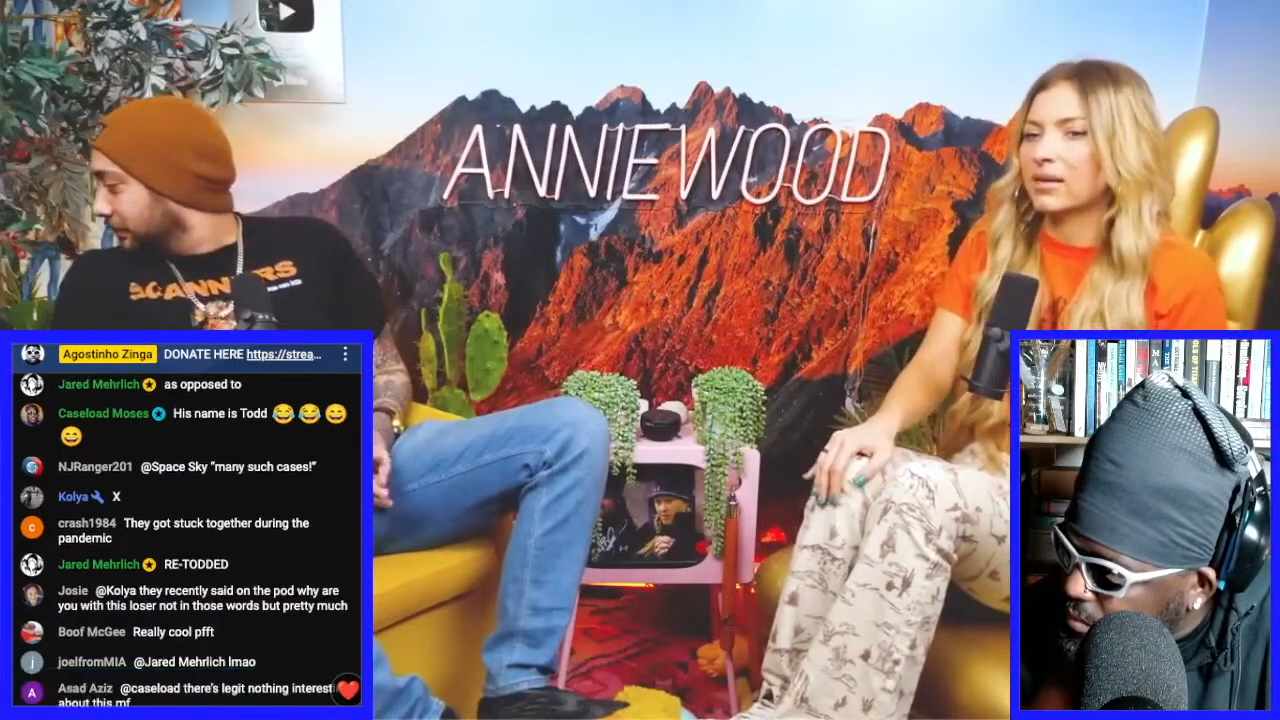 ANNIEWOOD
SCANNERS
Agostinho Zinga DONATE HERE https://strea...
Jared Mehrlich as opposed to
Caseload Moses His name is Todd 😂😂😄
😄
NJRanger201 @Space Sky “many such cases!”
Kolya X
crash1984 They got stuck together during the
pandemic
Jared Mehrlich RE-TODDED
Josie @Kolya they recently said on the pod why are
you with this loser not in those words but pretty much
Boof McGee Really cool pfft
joelfromMIA @Jared Mehrlich lmao
Asad Aziz @caseload there's legit nothing interesti
about this mf